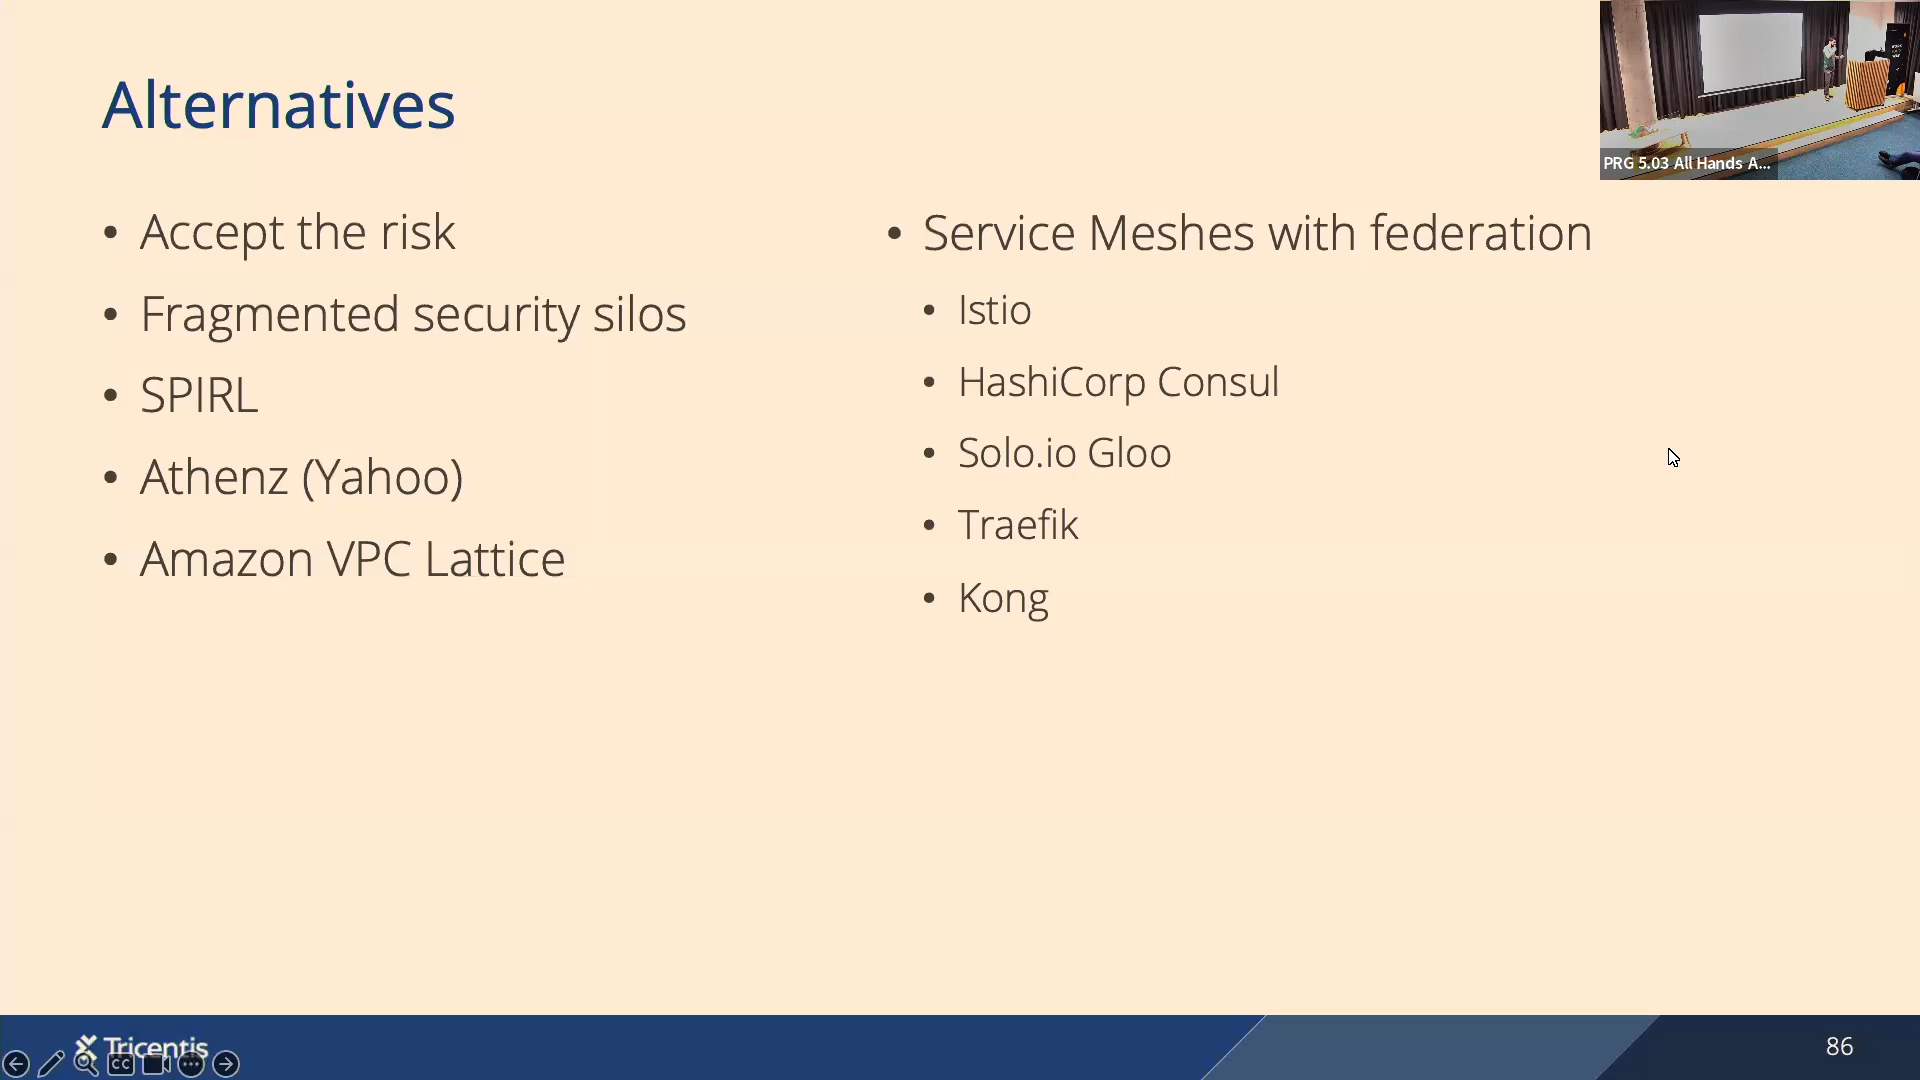 Alternatives
• Accept the risk
• Fragmented security silos
• SPIRL
• Athenz (Yahoo)
• Amazon VPC Lattice
• Service Meshes with federation
• Istio
• HashiCorp Consul
• Solo.io Gloo
• Traefik
• Kong
PRG 5.03 All Hands A...
Tricentis
CC
86